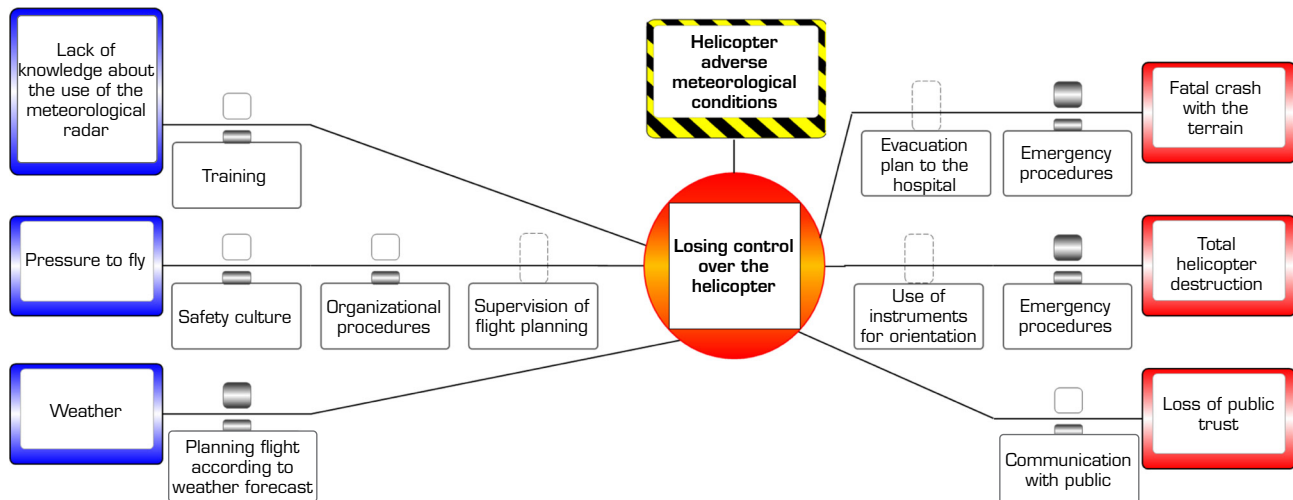 Lack of
knowledge about
the use of the
meteorological
radar
Training
Pressure to fly
Safety culture
Organizational
procedures
Supervision of
flight planning
Weather
Planning flight
according to
weather forecast
Helicopter
adverse
meteorological
conditions
Losing control
over the
helicopter
Evacuation
plan to the
hospital
Emergency
procedures
Fatal crash
with the
terrain
Use of
instruments
for orientation
Emergency
procedures
Total
helicopter
destruction
Communication
with public
Loss of public
trust